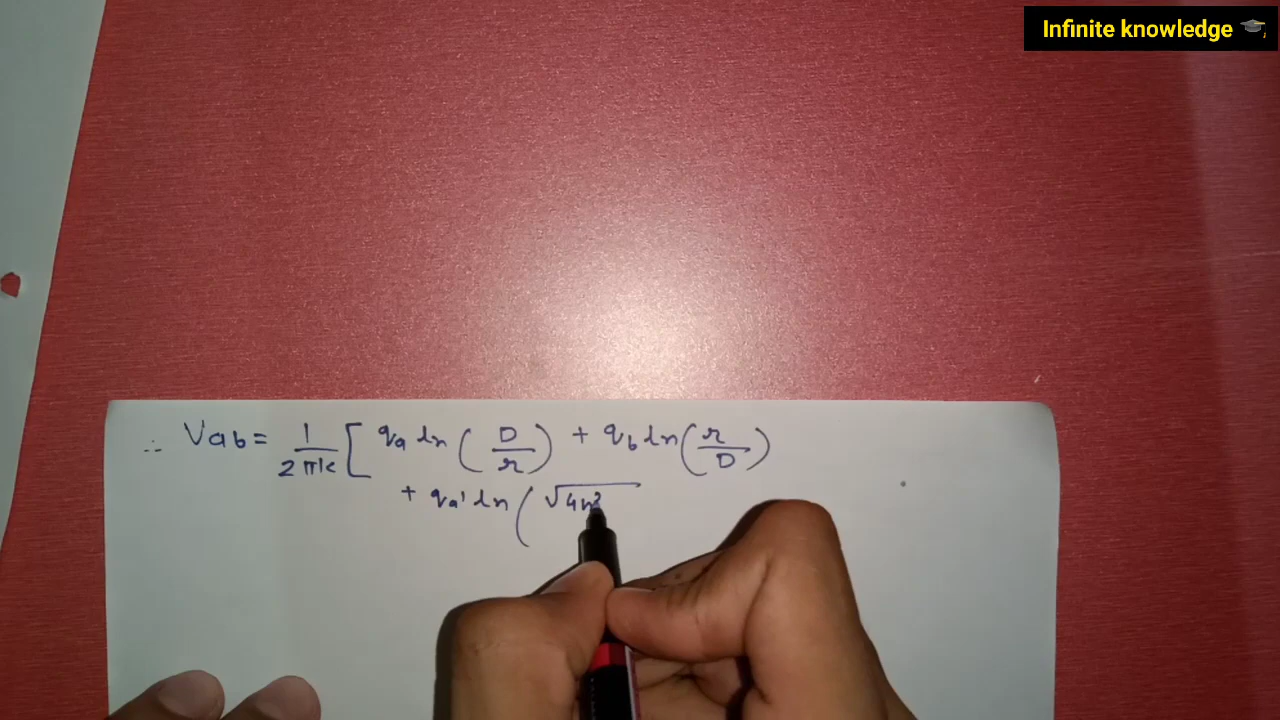 Infinite knowledge 🎓
∴ Vab = 1/2πk [ qa ln ( D/r ) + qb ln ( r/D )
+ qa' ln ( √4h²